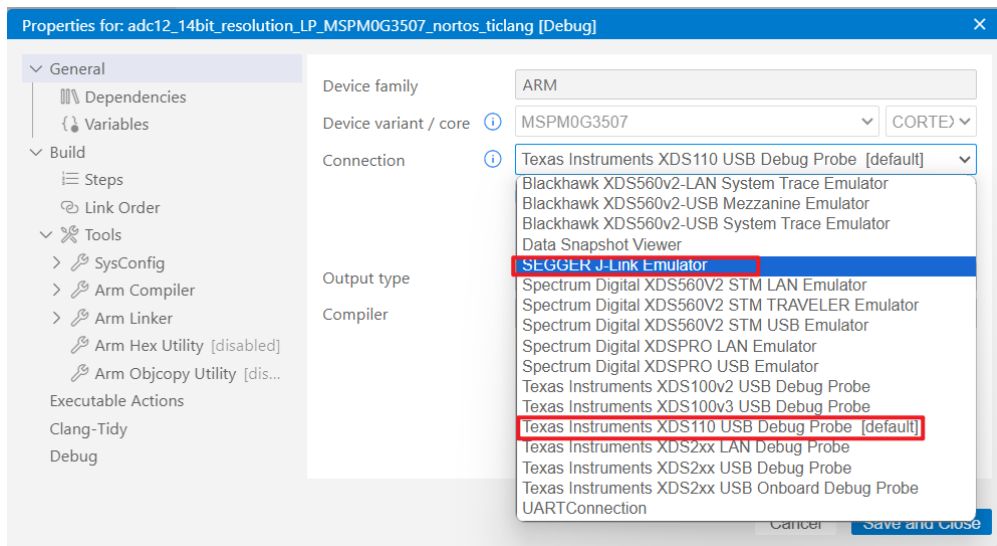 Properties for: adc12_14bit_resolution_LP_MSPM0G3507_nortos_ticlang [Debug]
General
Dependencies
Variables
Build
Steps
Link Order
Tools
SysConfig
Arm Compiler
Arm Linker
Arm Hex Utility [disabled]
Arm Objcopy Utility [dis...
Executable Actions
Clang-Tidy
Debug
Device family
ARM
Device variant / core
MSPM0G3507
CORTEX
Connection
Texas Instruments XDS110 USB Debug Probe [default]
Blackhawk XDS560v2-LAN System Trace Emulator
Blackhawk XDS560v2-USB Mezzanine Emulator
Blackhawk XDS560v2-USB System Trace Emulator
Data Snapshot Viewer
SEGGER J-Link Emulator
Spectrum Digital XDS560V2 STM LAN Emulator
Spectrum Digital XDS560V2 STM TRAVELER Emulator
Spectrum Digital XDS560V2 STM USB Emulator
Spectrum Digital XDSPRO LAN Emulator
Spectrum Digital XDSPRO USB Emulator
Texas Instruments XDS100v2 USB Debug Probe
Texas Instruments XDS100v3 USB Debug Probe
Texas Instruments XDS110 USB Debug Probe [default]
Texas Instruments XDS2xx LAN Debug Probe
Texas Instruments XDS2xx USB Debug Probe
Texas Instruments XDS2xx USB Onboard Debug Probe
UARTConnection
Output type
Compiler
Cancel
Save and Close